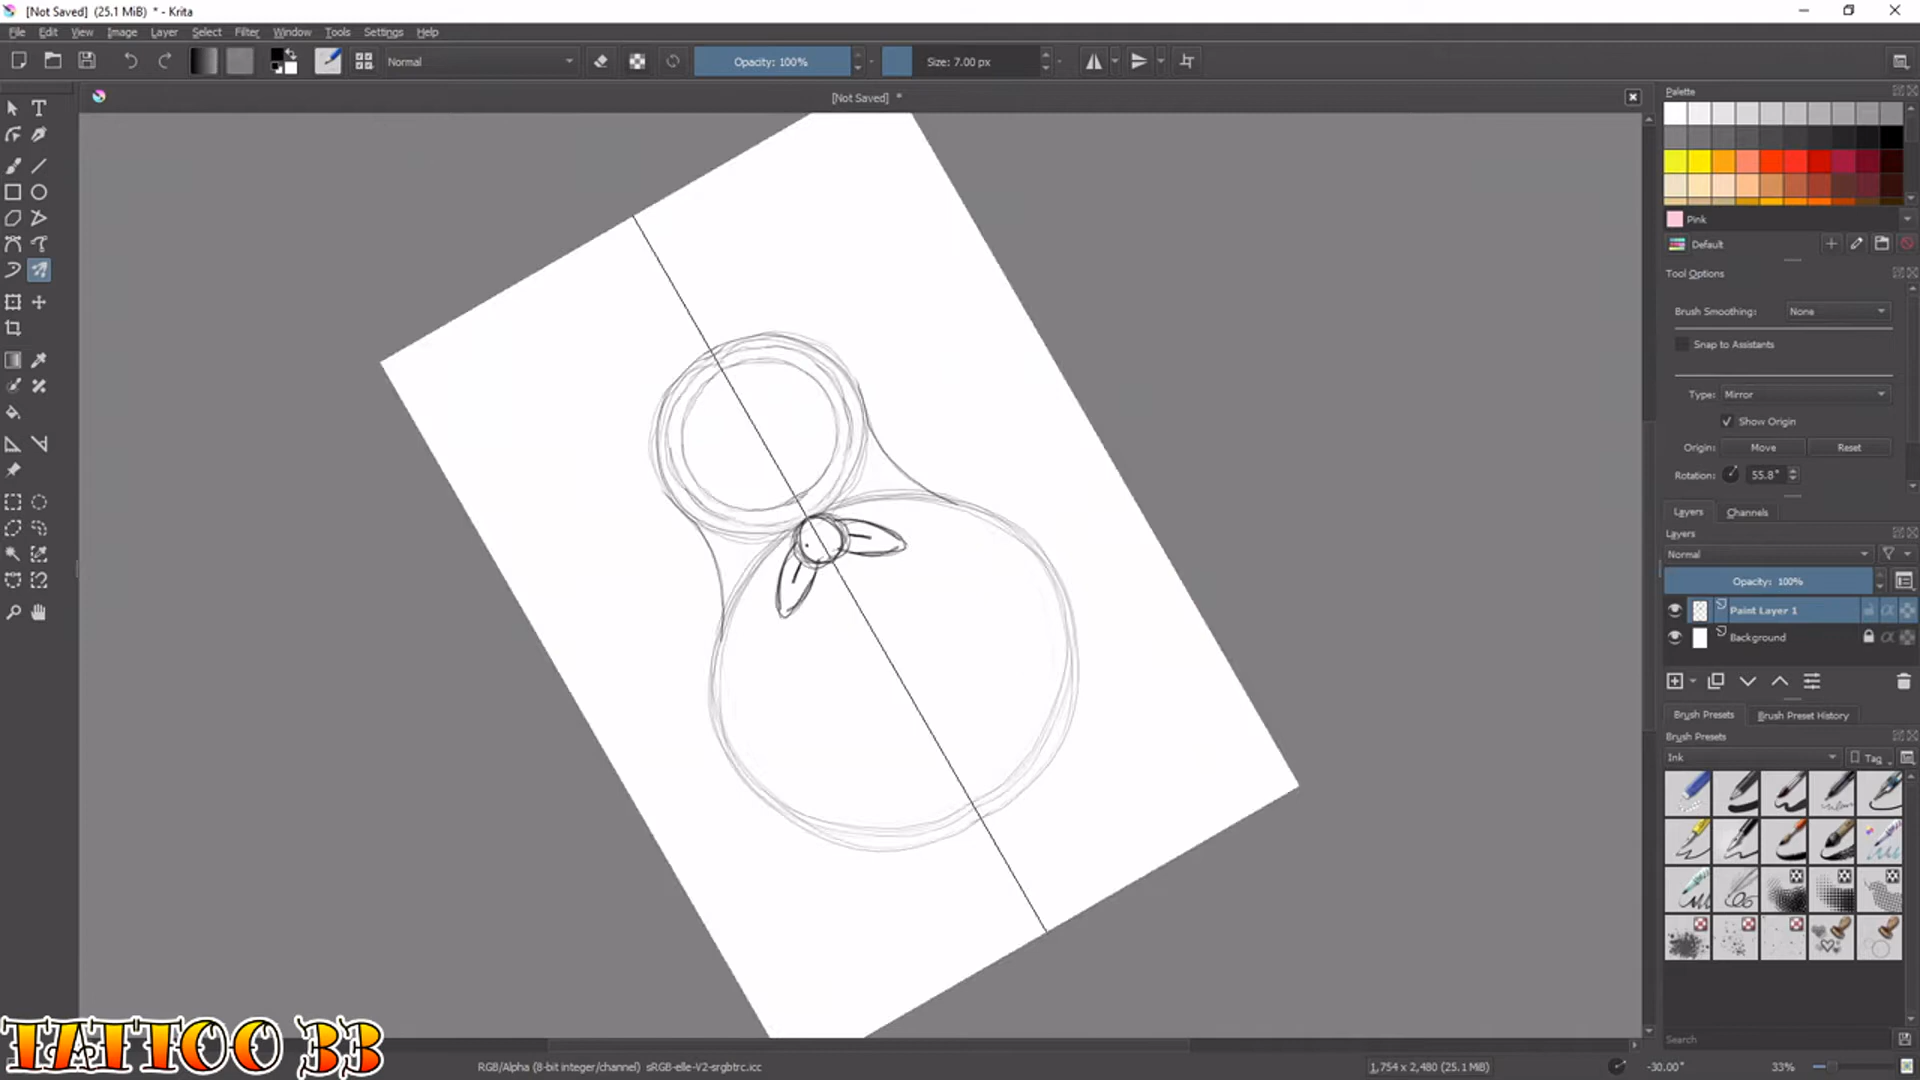 [Not Saved] (25.1 MiB) * - Krita
File Edit View Image Layer Select Filter Window Tools Settings Help
Normal
Opacity: 100%
Size: 7.00 px
[Not Saved] *
Palette
Pink
Default
Tool Options
Brush Smoothing: None
Snap to Assistants
Type: Mirror
Show Origin
Origin: Move Reset
Rotation: 55.8°
Layers Channels
Layers
Normal
Opacity: 100%
Paint Layer 1
Background
Brush Presets Brush Preset History
Brush Presets
Ink
Tag
Search
TATTOO BB
RGB/Alpha (8-bit integer/channel) sRGB-elle-V2-srgbtrc.icc
1,754 x 2,480 (25.1 MiB)
-30.00°
33%